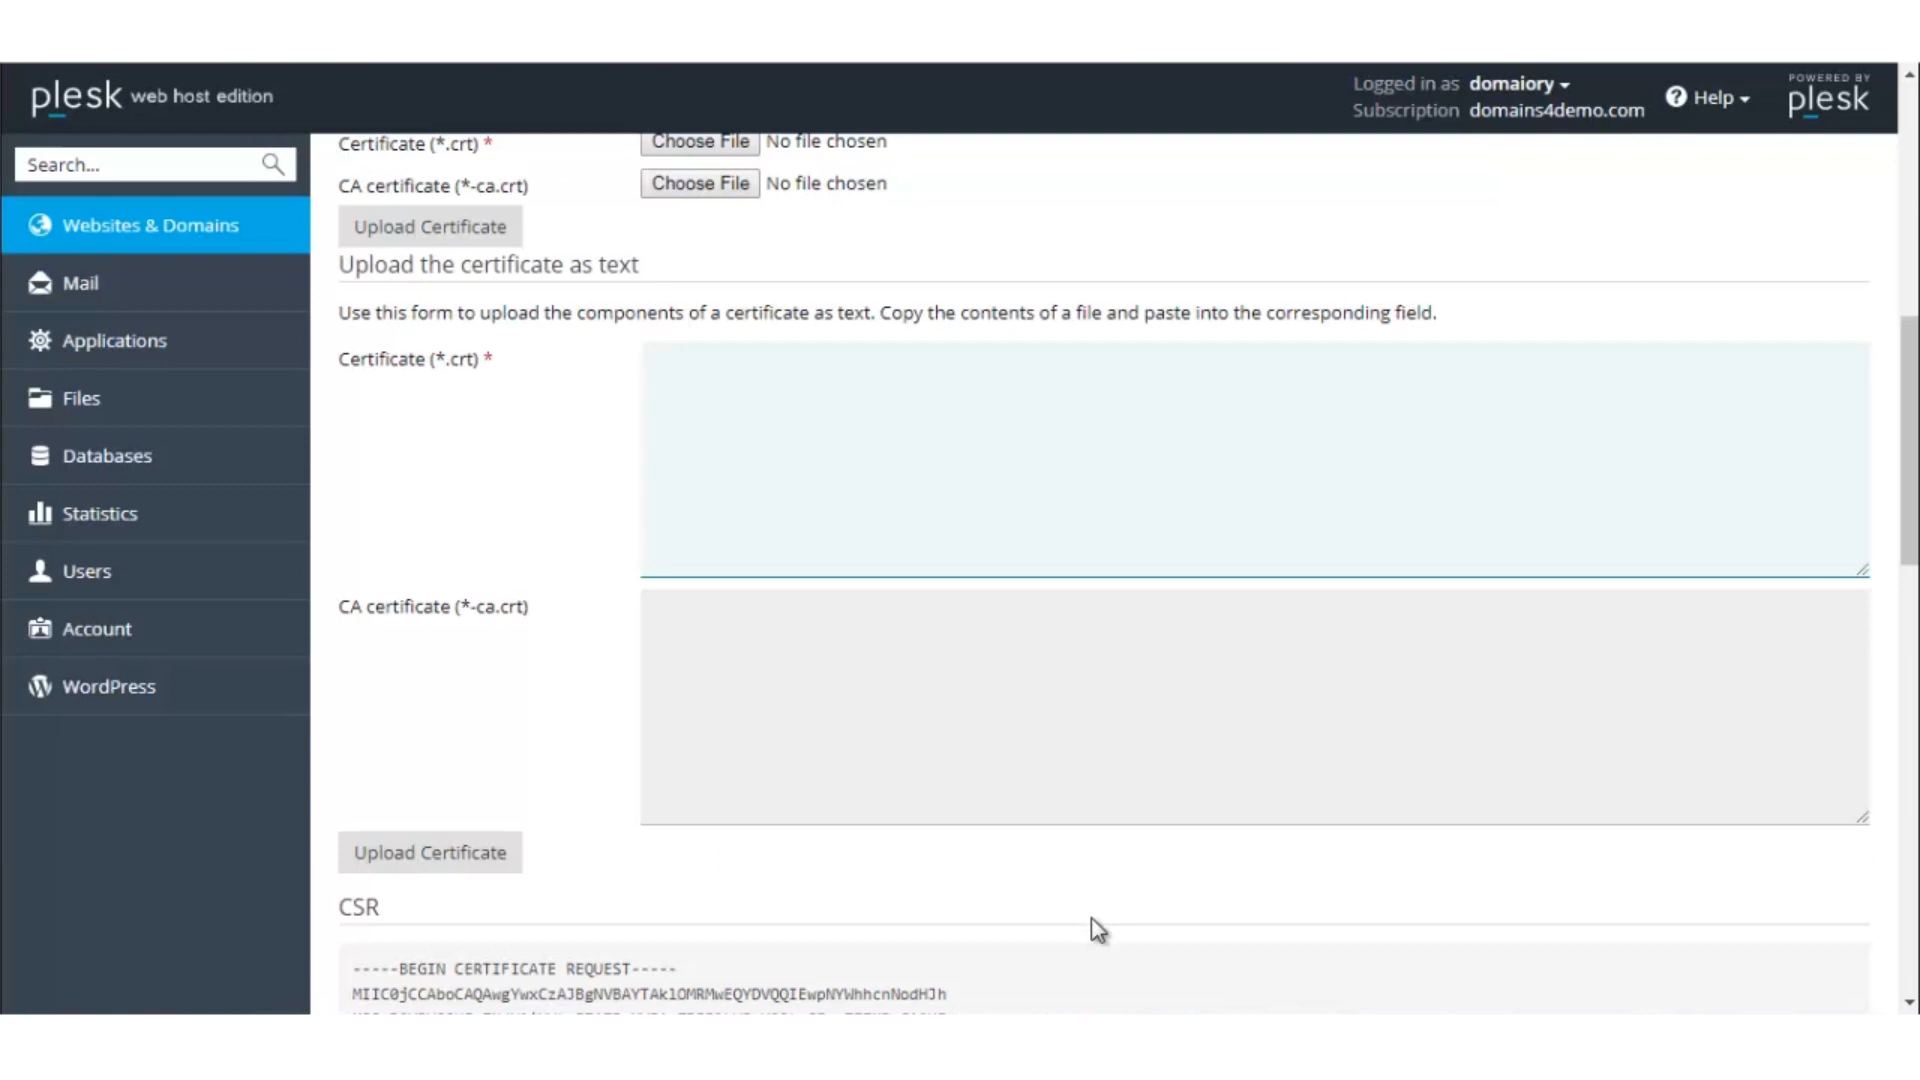 plesk web host edition
Logged in as domaiory
Subscription domains4demo.com
Help
POWERED BY
plesk
Search...
Websites & Domains
Mail
Applications
Files
Databases
Statistics
Users
Account
WordPress
Certificate (*.crt) * Choose File No file chosen
CA certificate (*-ca.crt) Choose File No file chosen
Upload Certificate
Upload the certificate as text
Use this form to upload the components of a certificate as text. Copy the contents of a file and paste into the corresponding field.
Certificate (*.crt) *
CA certificate (*-ca.crt)
Upload Certificate
CSR
-----BEGIN CERTIFICATE REQUEST-----